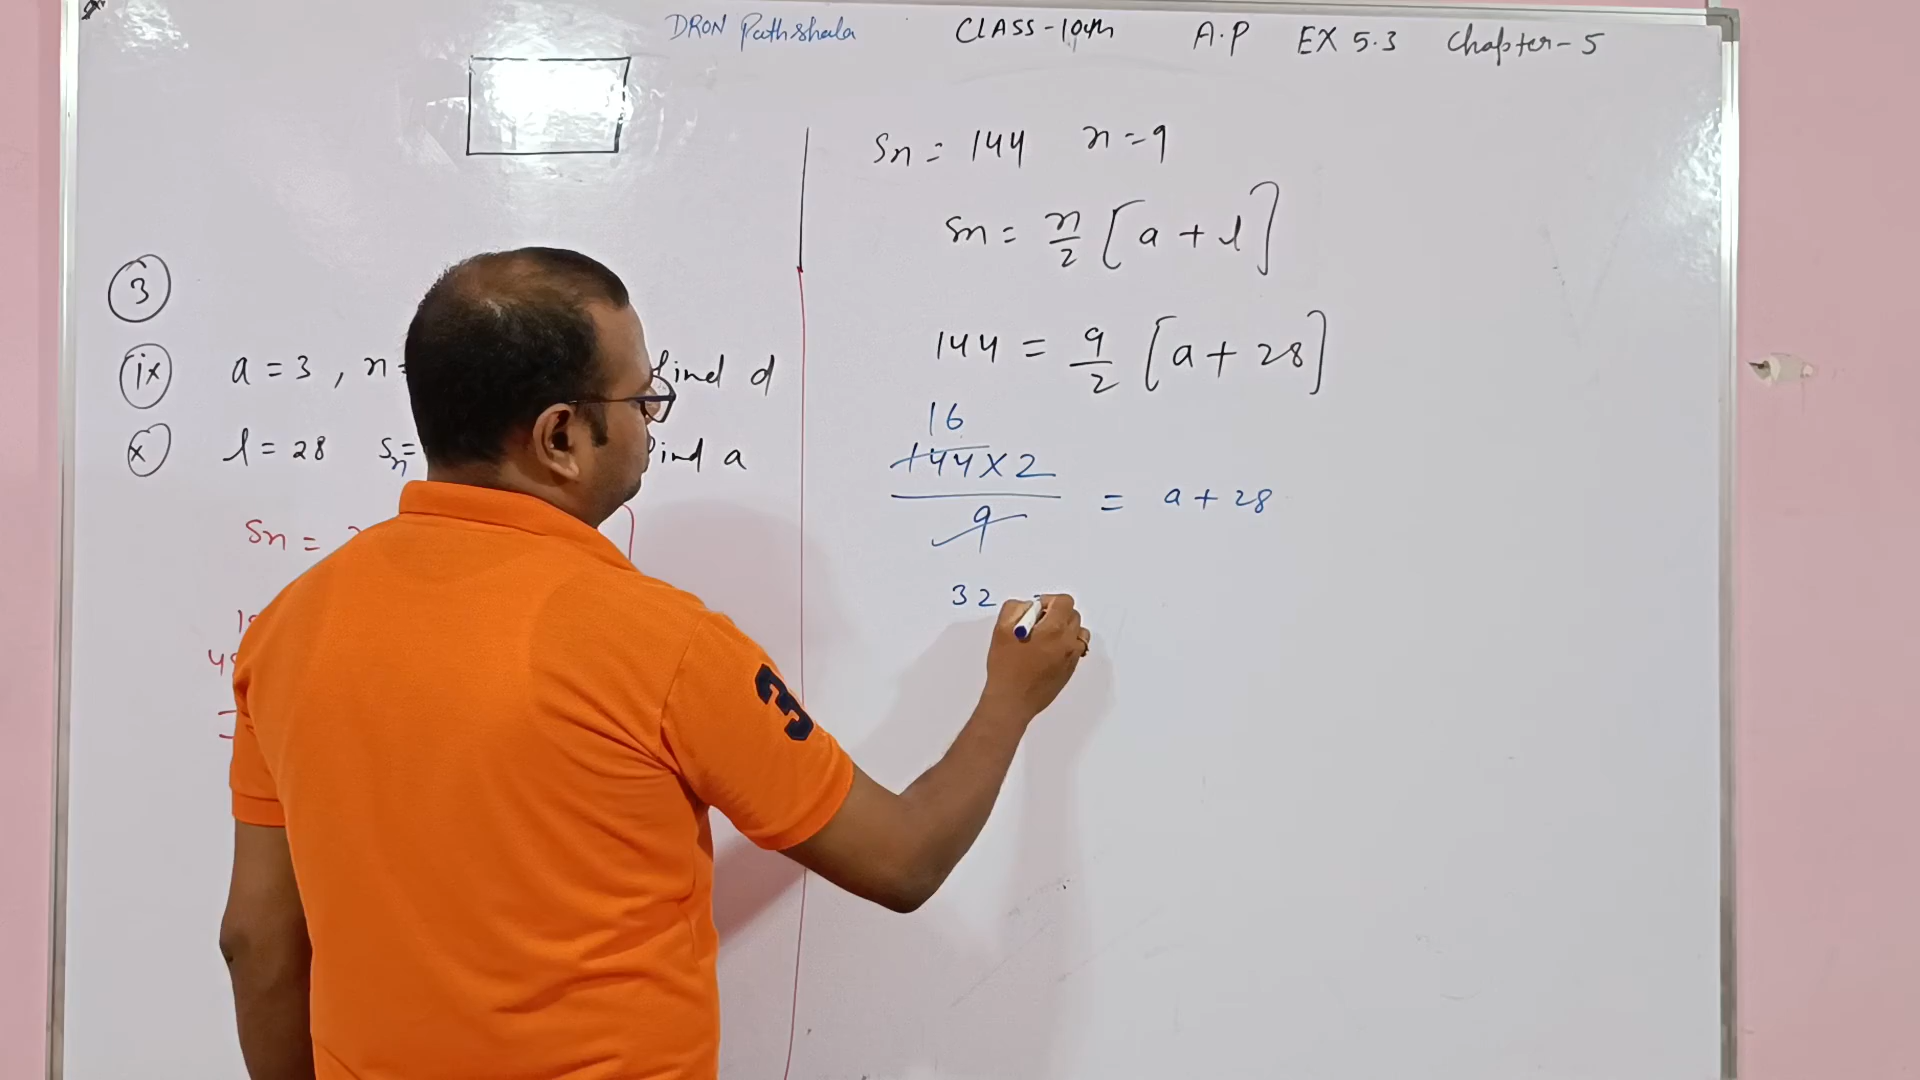 DRON Pathshala CLASS-10th A.P EX 5.3 Chapter-5
3
ix a = 3 , n = find d
x l = 28 Sn = find a
Sn =
Sn = 144 n = 9
Sn = n/2 [a + l]
144 = 9/2 [a + 28]
16
144 × 2 / 9 = a + 28
32
3